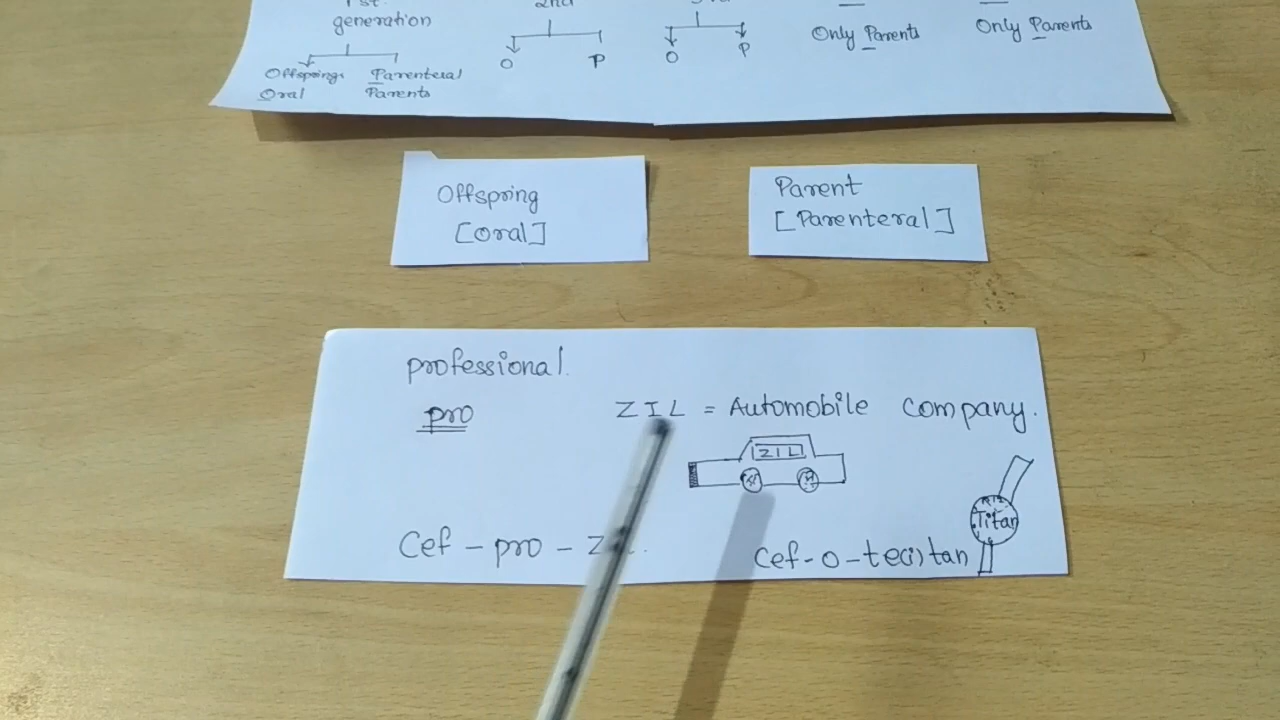 generation
2nd
Offsprings
Oral
Parenteral
Parents
O
P
O
P
Only Parents
Only Parents
Offspring
[Oral]
Parent
[Parenteral]
professional.
pro
ZIL = Automobile company.
ZIL
Titan
Cef - pro -
Cef-o-te(i)tan